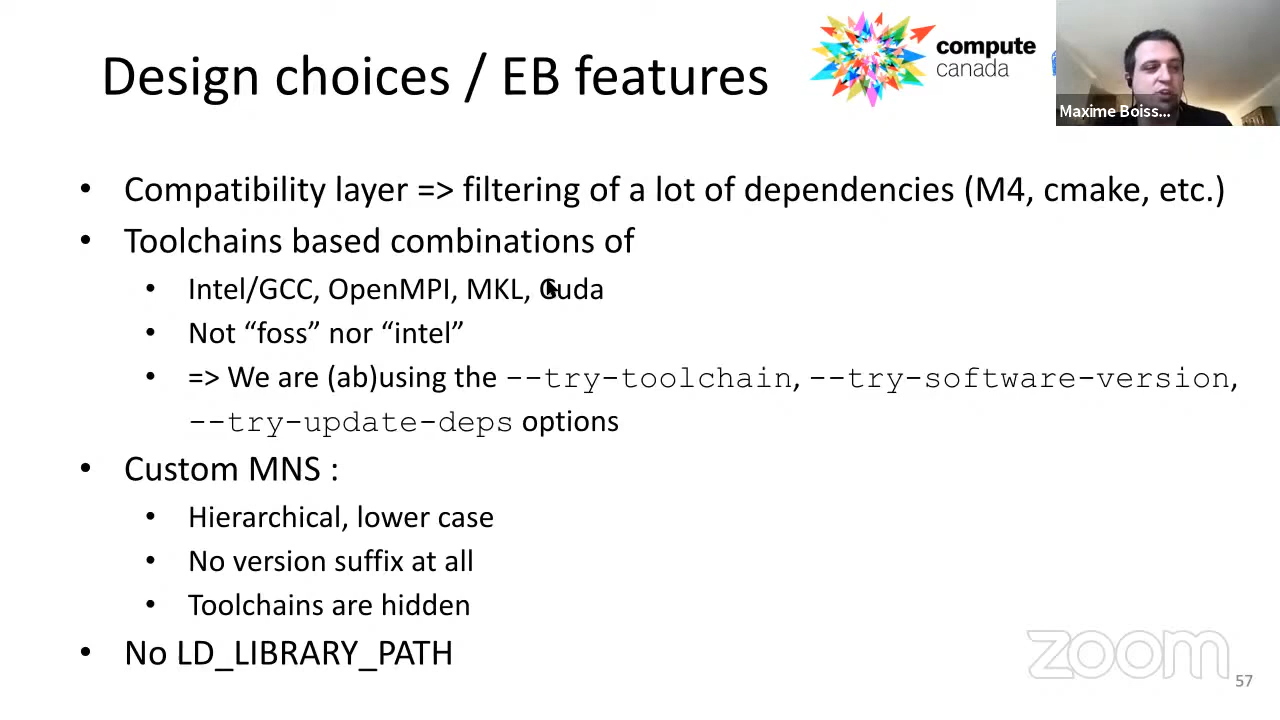 Design choices / EB features
compute
canada
Maxime Boiss...
• Compatibility layer => filtering of a lot of dependencies (M4, cmake, etc.)
• Toolchains based combinations of
• Intel/GCC, OpenMPI, MKL, Cuda
• Not “foss” nor “intel”
• => We are (ab)using the --try-toolchain, --try-software-version,
--try-update-deps options
• Custom MNS :
• Hierarchical, lower case
• No version suffix at all
• Toolchains are hidden
• No LD_LIBRARY_PATH
zoom
57